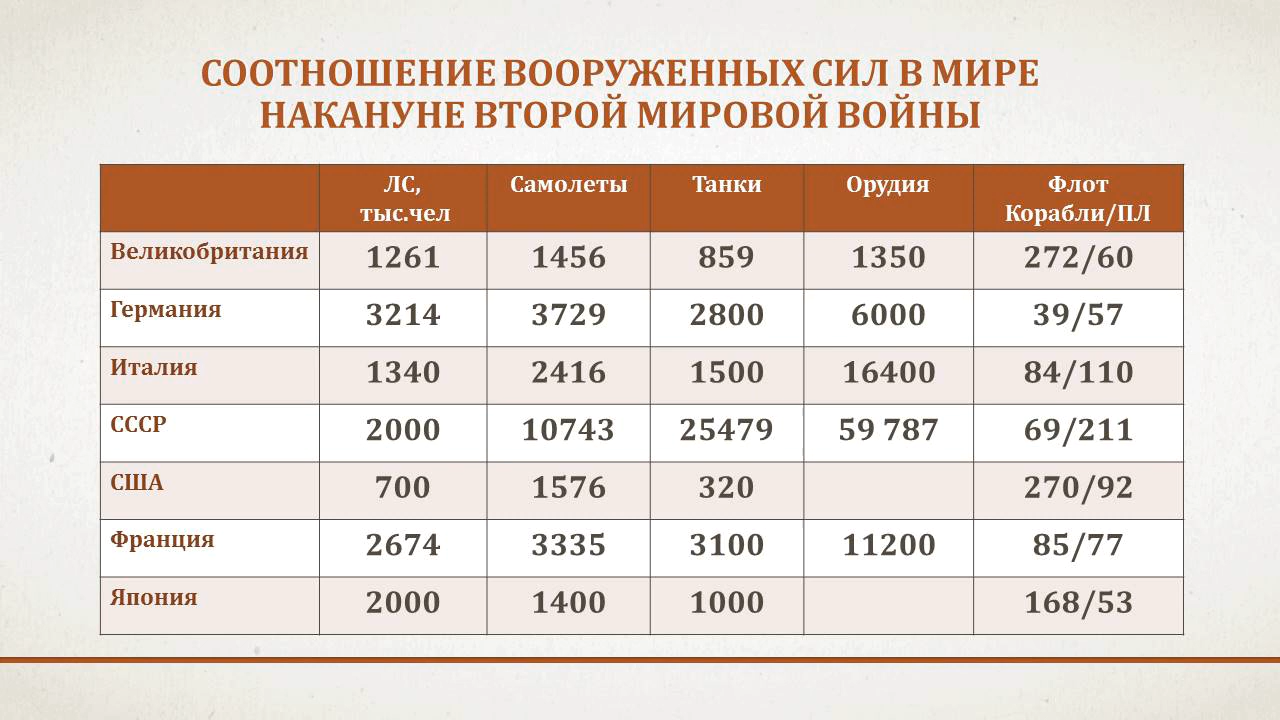 СООТНОШЕНИЕ ВООРУЖЕННЫХ СИЛ В МИРЕ
НАКАНУНЕ ВТОРОЙ МИРОВОЙ ВОЙНЫ
ЛС, тыс.чел Самолеты Танки Орудия Флот Корабли/ПЛ
Великобритания 1261 1456 859 1350 272/60
Германия 3214 3729 2800 6000 39/57
Италия 1340 2416 1500 16400 84/110
СССР 2000 10743 25479 59 787 69/211
США 700 1576 320 270/92
Франция 2674 3335 3100 11200 85/77
Япония 2000 1400 1000 168/53